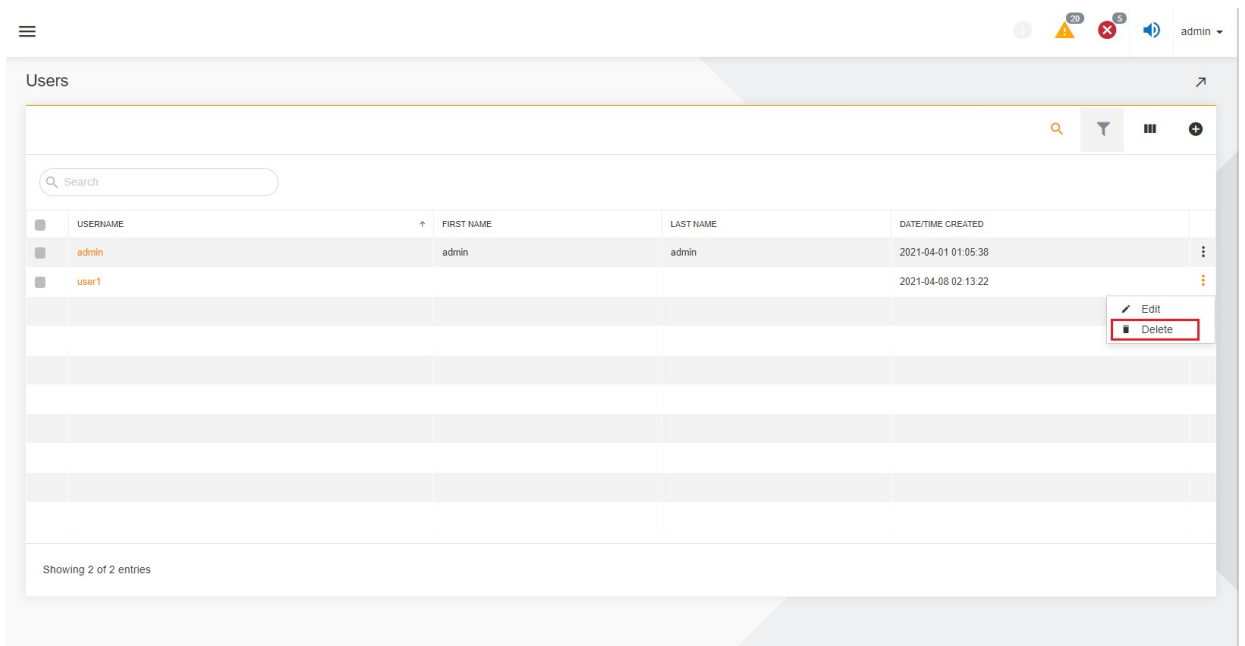 20 5 admin
Users
Search
USERNAME FIRST NAME LAST NAME DATE/TIME CREATED
admin admin admin 2021-04-01 01:05:38
user1 2021-04-08 02:13:22
Edit
Delete
Showing 2 of 2 entries